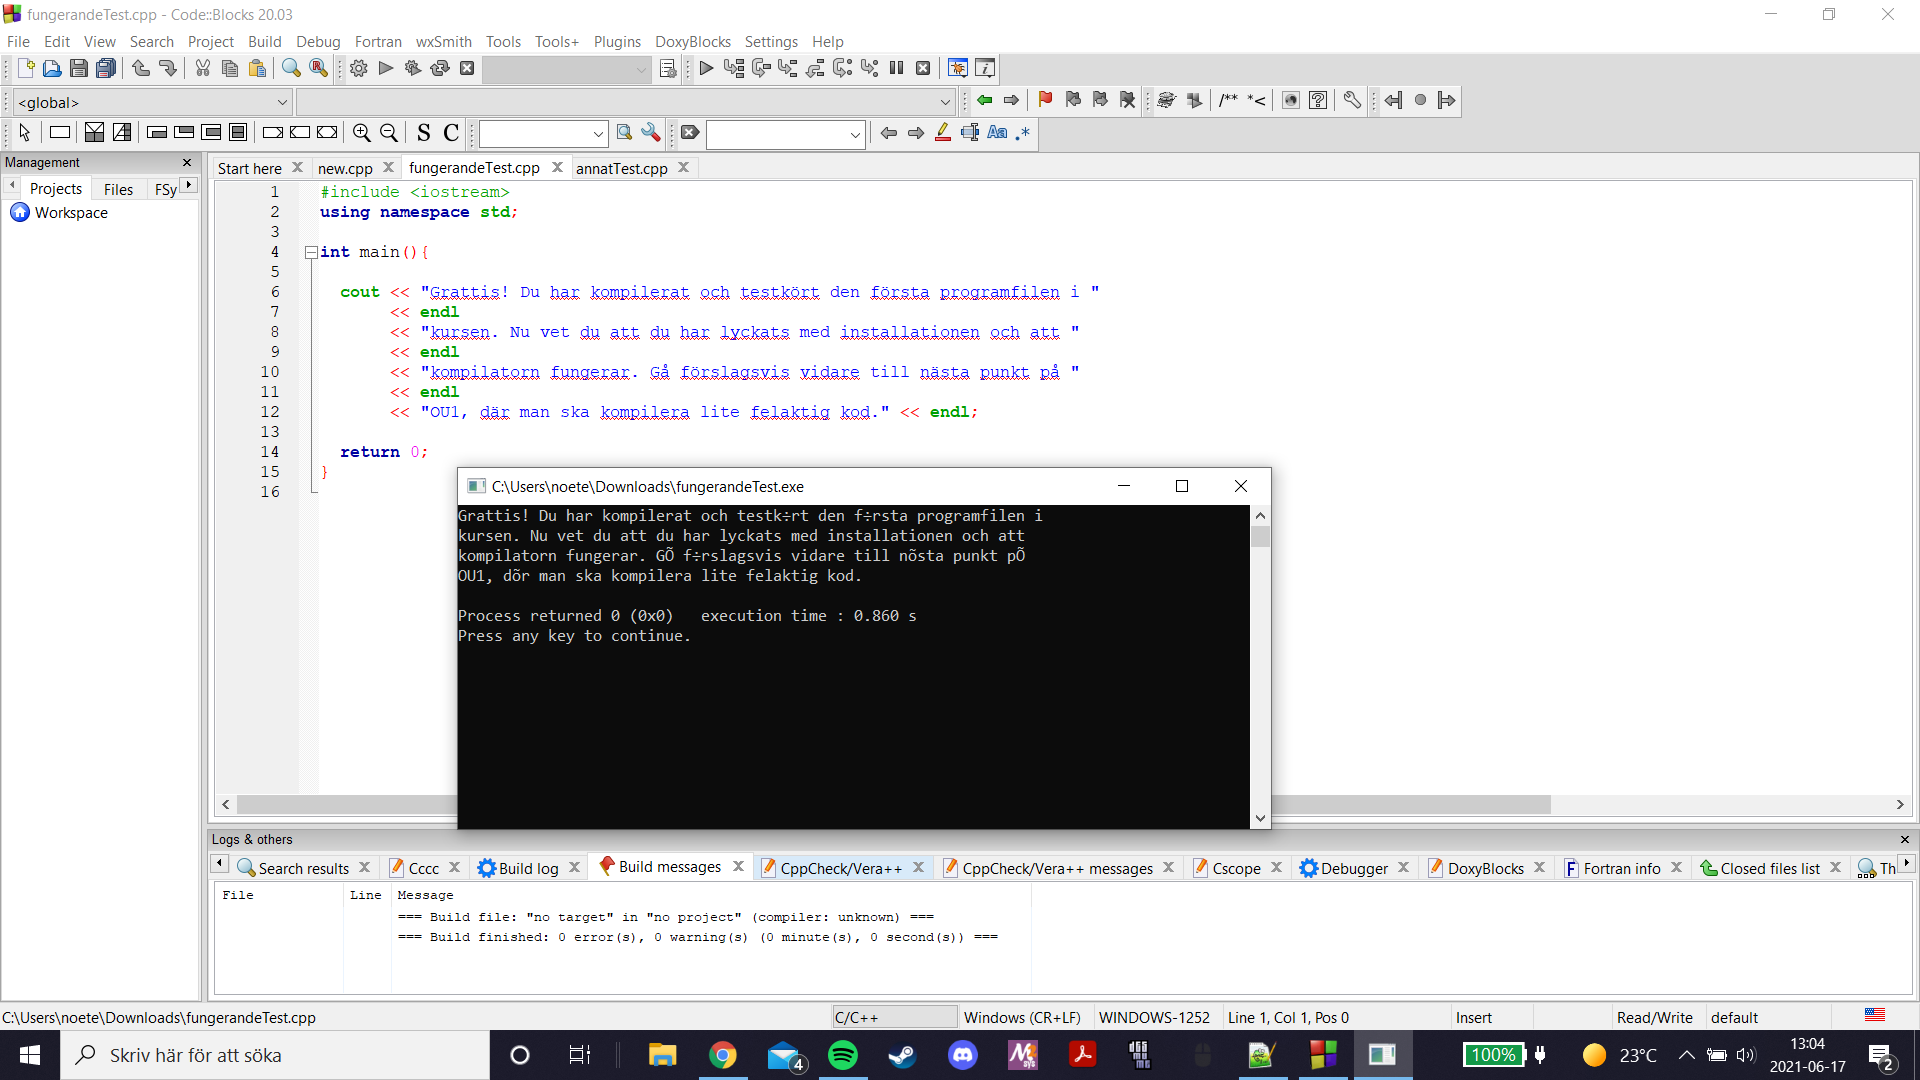 fungerandeTest.cpp - Code::Blocks 20.03
File Edit View Search Project Build Debug Fortran wxSmith Tools Tools+ Plugins DoxyBlocks Settings Help
<global>
/** *<
S C
Aa .*
Management
Projects Files FSy
Workspace
Start here new.cpp fungerandeTest.cpp annatTest.cpp
1 #include <iostream>
2 using namespace std;
3
4 int main(){
5
6 cout << "Grattis! Du har kompilerat och testkört den första programfilen i "
7 << endl
8 << "kursen. Nu vet du att du har lyckats med installationen och att "
9 << endl
10 << "kompilatorn fungerar. Gå förslagsvis vidare till nästa punkt på "
11 << endl
12 << "OU1, där man ska kompilera lite felaktig kod." << endl;
13
14 return 0;
15 }
16
C:\Users\noete\Downloads\fungerandeTest.exe
Grattis! Du har kompilerat och testk÷rt den f÷rsta programfilen i
kursen. Nu vet du att du har lyckats med installationen och att
kompilatorn fungerar. GÕ f÷rslagsvis vidare till nõsta punkt pÕ
OU1, dõr man ska kompilera lite felaktig kod.
Process returned 0 (0x0)   execution time : 0.860 s
Press any key to continue.
Logs & others
Search results Cccc Build log Build messages CppCheck/Vera++ CppCheck/Vera++ messages Cscope Debugger DoxyBlocks Fortran info Closed files list Th
File Line Message
=== Build file: "no target" in "no project" (compiler: unknown) ===
=== Build finished: 0 error(s), 0 warning(s) (0 minute(s), 0 second(s)) ===
C:\Users\noete\Downloads\fungerandeTest.cpp C/C++ Windows (CR+LF) WINDOWS-1252 Line 1, Col 1, Pos 0 Insert Read/Write default
Skriv här för att söka
4
M sys
100%
23°C
13:04
2021-06-17
2